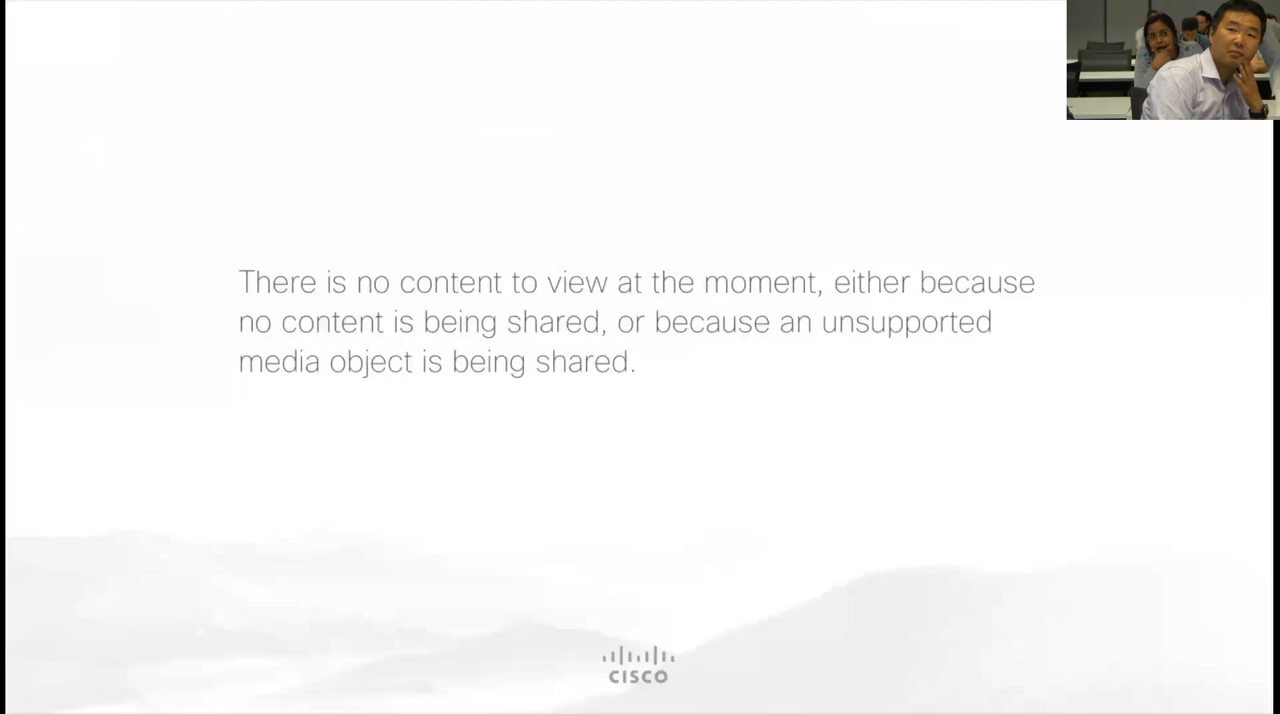 There is no content to view at the moment, either because
no content is being shared, or because an unsupported
media object is being shared.
CISCO